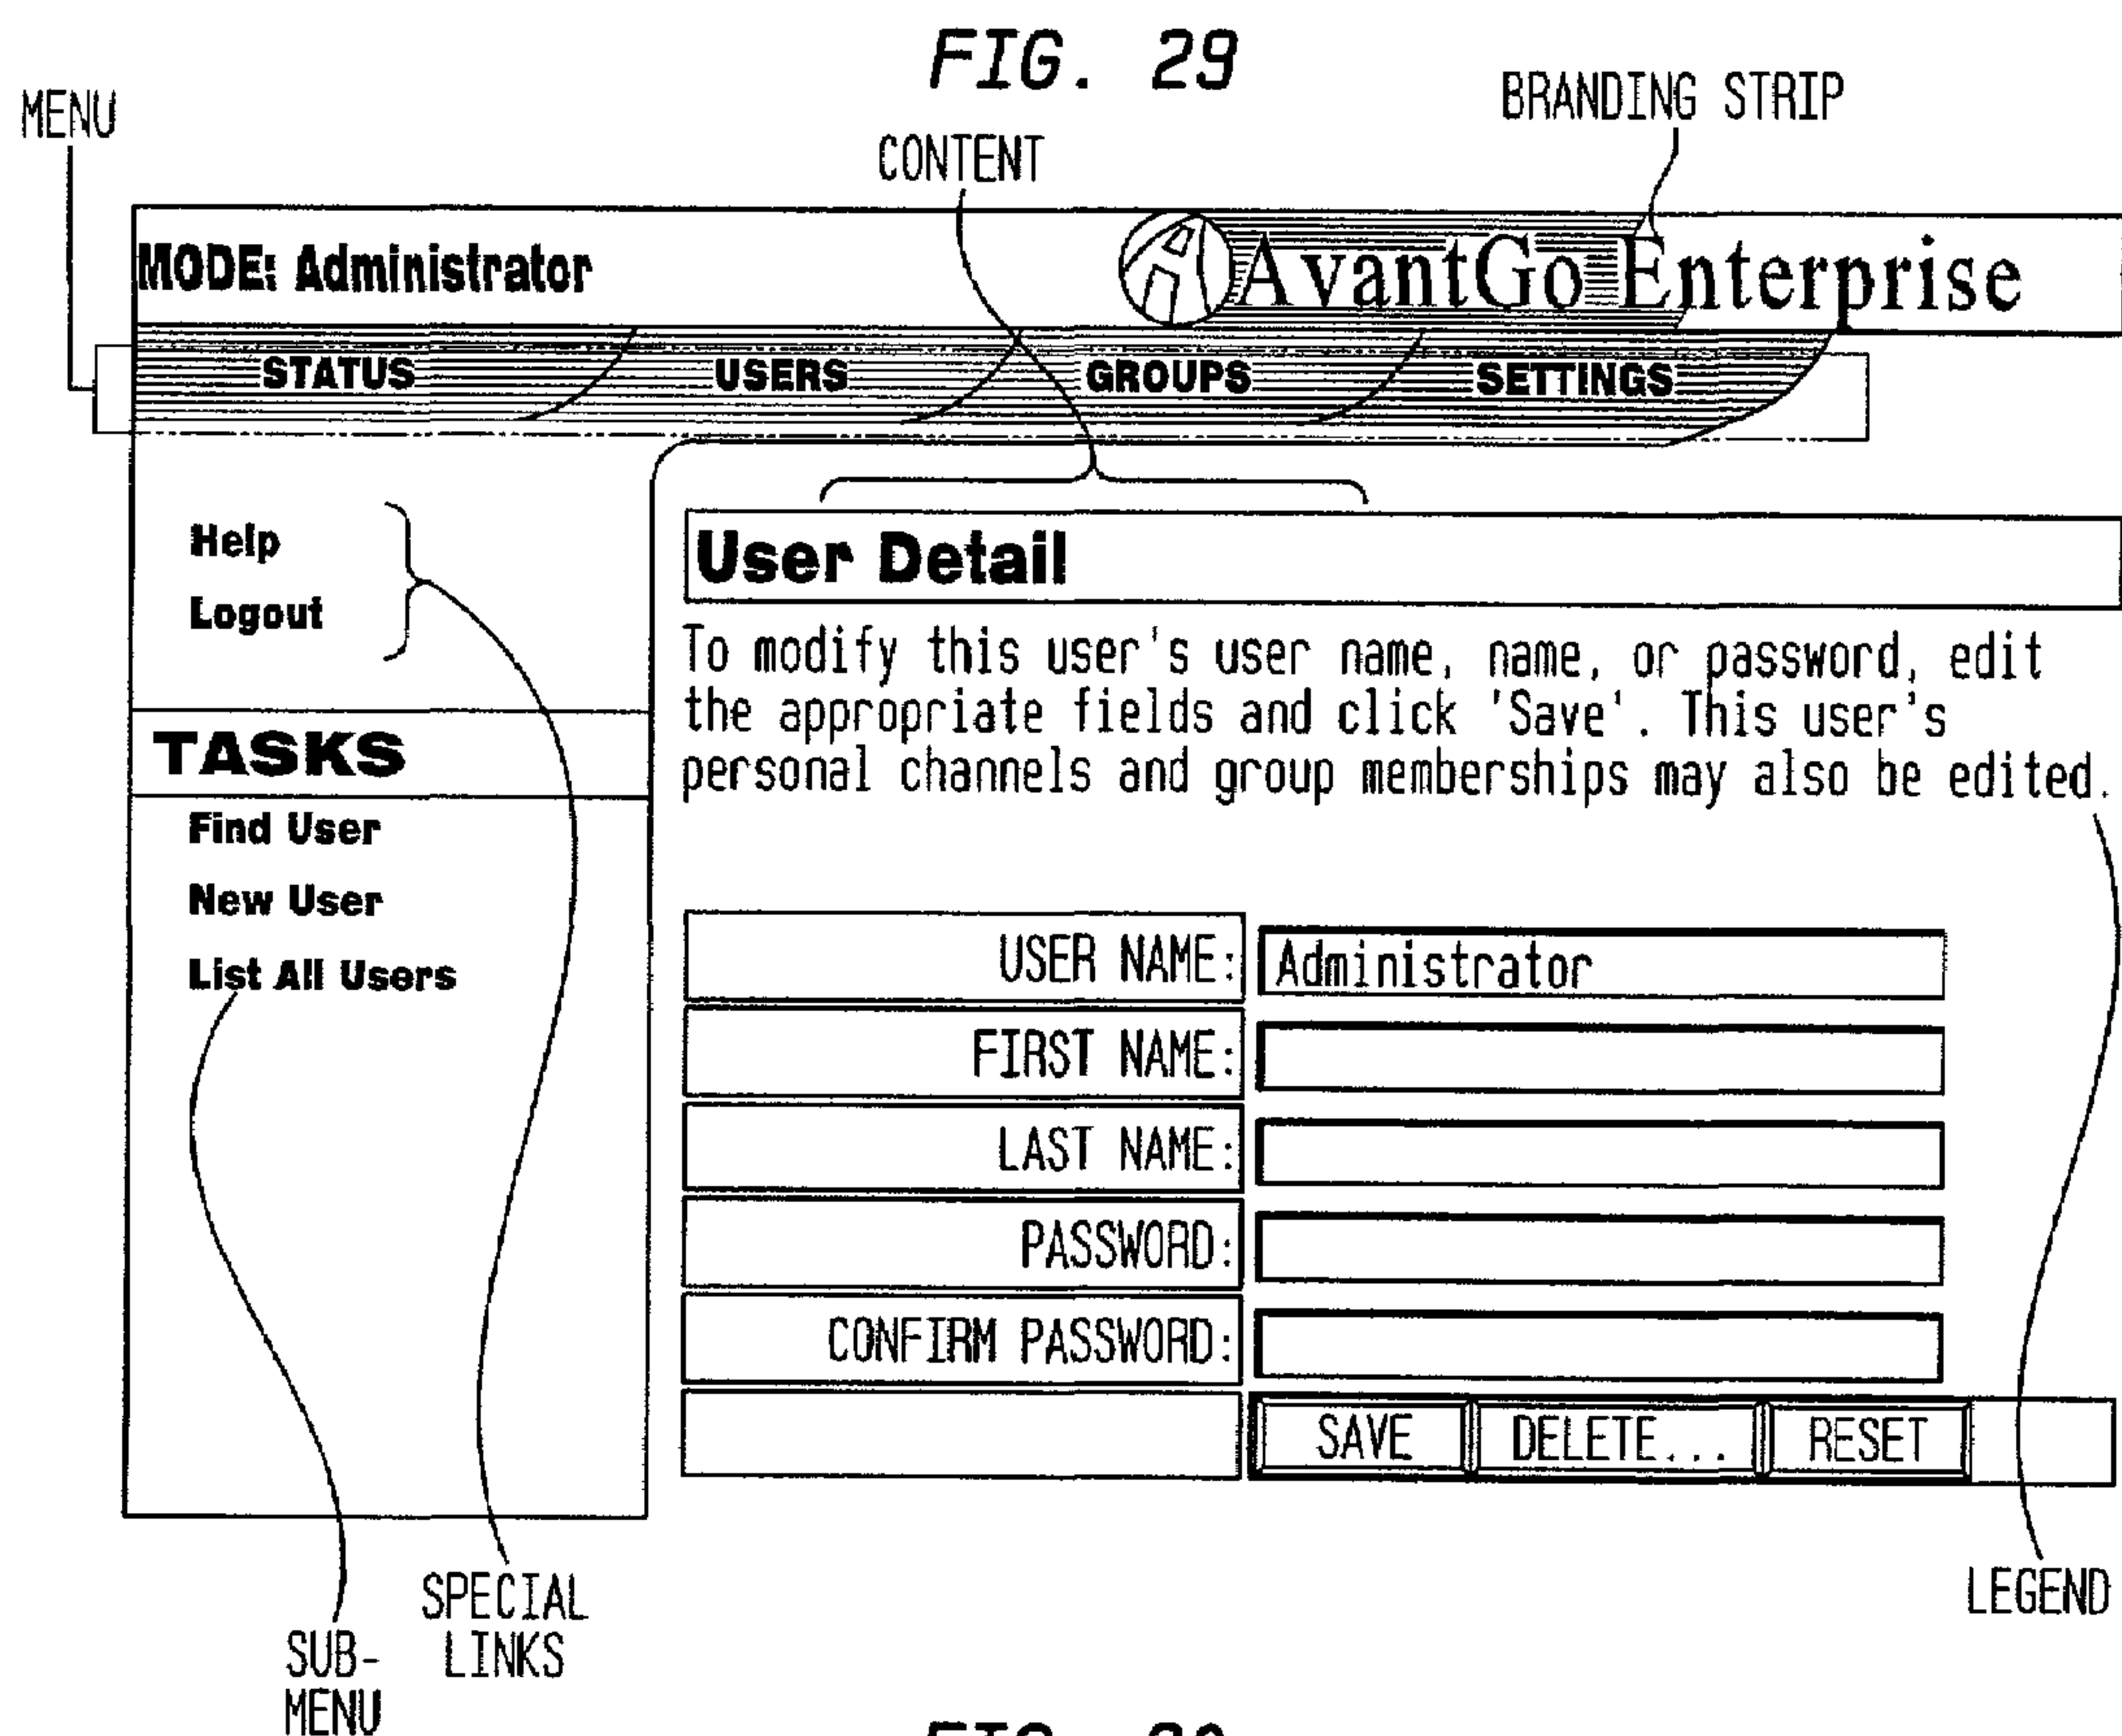 FIG. 29
MENU
BRANDING STRIP
CONTENT
MODE: Administrator
AvantGo Enterprise
STATUS USERS GROUPS SETTINGS
Help
Logout
User Detail
To modify this user's user name, name, or password, edit
the appropriate fields and click 'Save'. This user's
personal channels and group memberships may also be edited.
TASKS
Find User
New User
List All Users
USER NAME: Administrator
FIRST NAME:
LAST NAME:
PASSWORD:
CONFIRM PASSWORD:
SAVE DELETE... RESET
SPECIAL
LINKS
LEGEND
SUB-
MENU